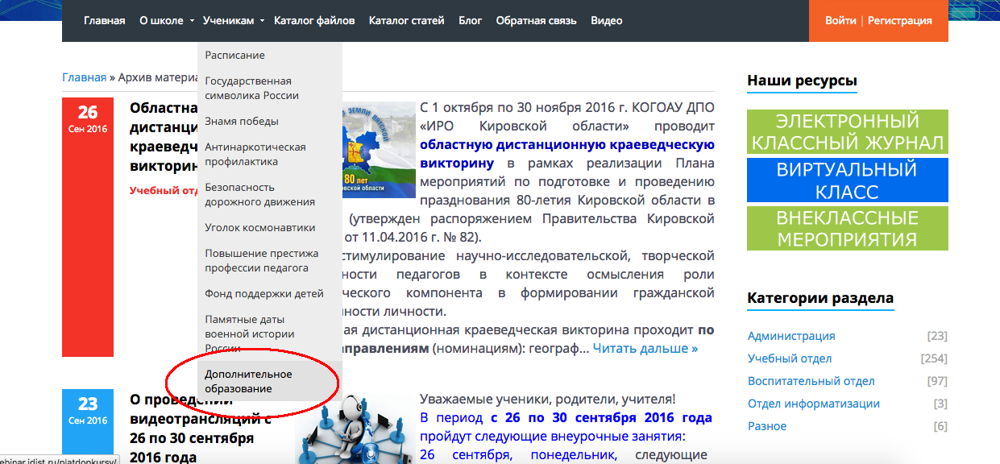 Главная О школе Ученикам Каталог файлов Каталог статей Блог Обратная связь Видео Войти | Регистрация
Расписание
Государственная
символика России
Знамя победы
Антинаркотическая
профилактика
Безопасность
дорожного движения
Уголок космонавтики
Повышение престижа
профессии педагога
Фонд поддержки детей
Памятные даты
военной истории
России
Дополнительное
образование
Главная » Архив материа
26
Сен 2016
Областна
дистанци
краеведч
викторин
Учебный отд
ЗЕМЛИ ВЯТСКОЙ
80 лет
С 1 октября по 30 ноября 2016 г. КОГОАУ ДПО
«ИРО Кировской области» проводит
областную дистанционную краеведческую
викторину в рамках реализации Плана
мероприятий по подготовке и проведению
празднования 80-летия Кировской области в
(утвержден распоряжением Правительства Кировской
от 11.04.2016 г. № 82).
стимулирование научно-исследовательской, творческой
ности педагогов в контексте осмысления роли
ческого компонента в формировании гражданской
ности личности.
ая дистанционная краеведческая викторина проходит по
аправлениям (номинациям): географ... Читать дальше »
23
Сен 2016
О проведении
видеотрансляций с
26 по 30 сентября
2016 года
Уважаемые ученики, родители, учителя!
В период с 26 по 30 сентября 2016 года
пройдут следующие внеурочные занятия:
26 сентября, понедельник, следующие
Наши ресурсы
ЭЛЕКТРОННЫЙ
КЛАССНЫЙ ЖУРНАЛ
ВИРТУАЛЬНЫЙ
КЛАСС
ВНЕКЛАССНЫЕ
МЕРОПРИЯТИЯ
Категории раздела
Администрация [23]
Учебный отдел [254]
Воспитательный отдел [97]
Отдел информатизации [3]
Разное [6]
ebinar.idist.ru/platdopkursy/